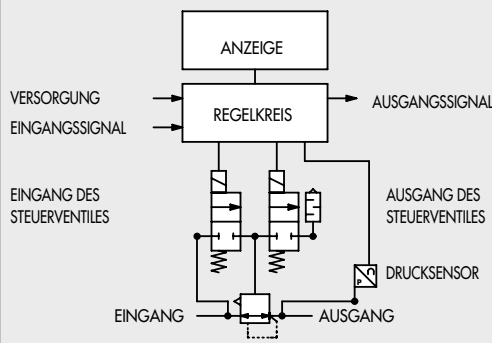 ANZEIGE
VERSORGUNG
REGELKREIS
AUSGANGSSIGNAL
EINGANGSSIGNAL
EINGANG DES
STEUERVENTILES
AUSGANG DES
STEUERVENTILES
DRUCKSENSOR
P
EINGANG
AUSGANG